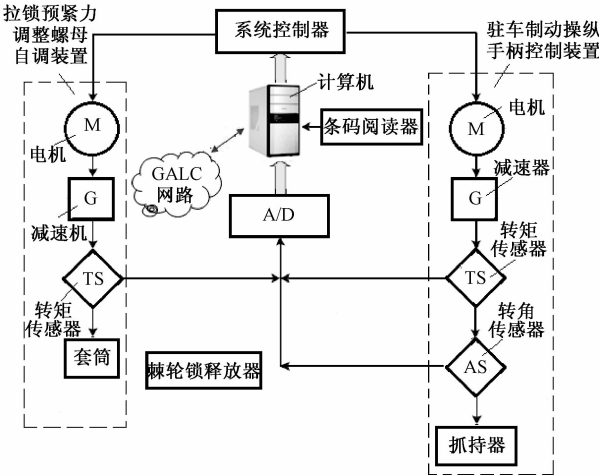 拉锁预紧力
调整螺母
自调装置
系统控制器
驻车制动操纵
手柄控制装置
计算机
M
电机
条码阅读器
电机
M
GALC
网路
G
减速机
A/D
减速器
G
TS
转矩
传感器
转矩
传感器
TS
套筒
棘轮锁释放器
转角
传感器
AS
抓持器